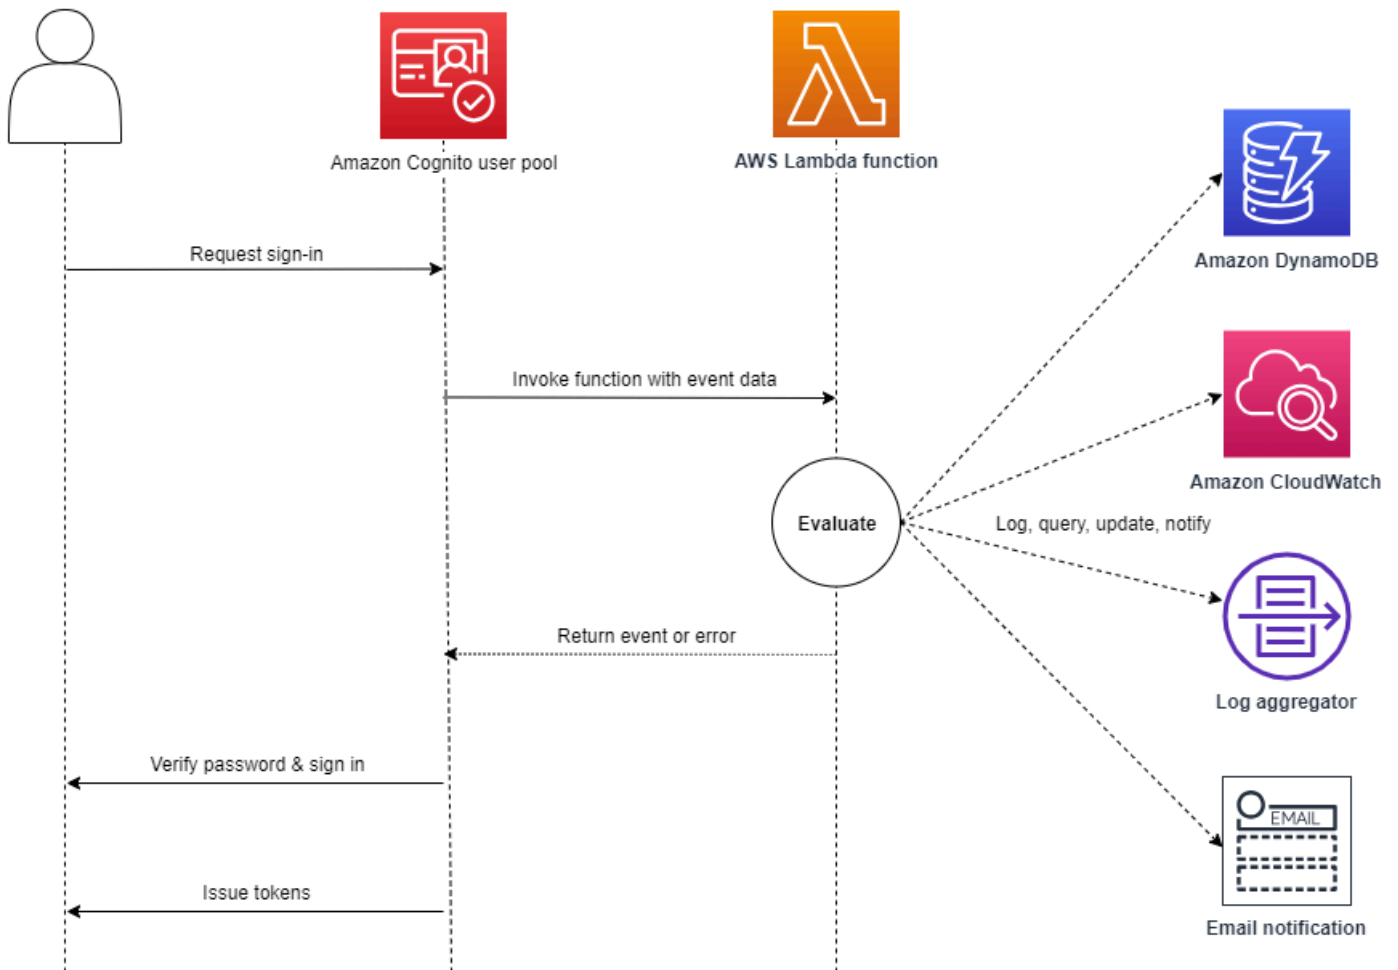 Amazon Cognito user pool
AWS Lambda function
Amazon DynamoDB
Request sign-in
Invoke function with event data
Amazon CloudWatch
Evaluate
Log, query, update, notify
Return event or error
Log aggregator
Verify password & sign in
EMAIL
Issue tokens
Email notification